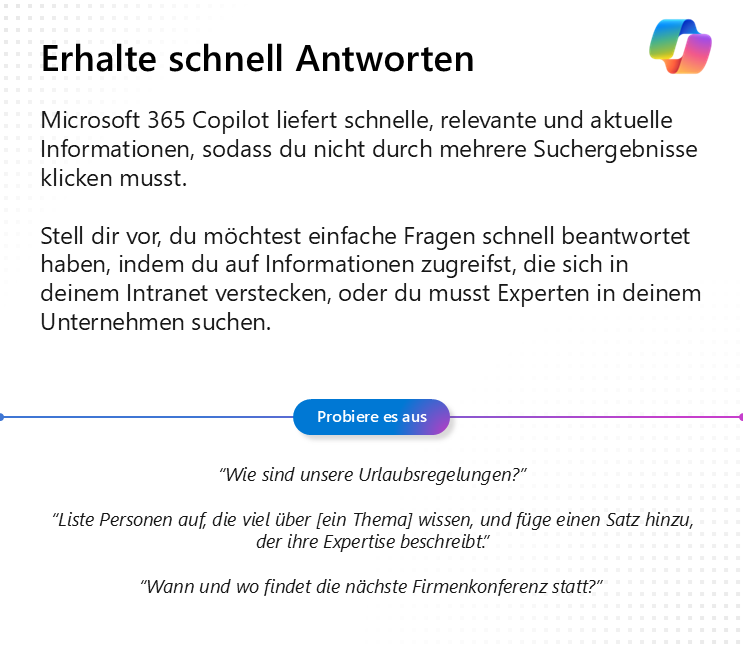 Erhalte schnell Antworten
Microsoft 365 Copilot liefert schnelle, relevante und aktuelle
Informationen, sodass du nicht durch mehrere Suchergebnisse
klicken musst.
Stell dir vor, du möchtest einfache Fragen schnell beantwortet
haben, indem du auf Informationen zugreifst, die sich in
deinem Intranet verstecken, oder du musst Experten in deinem
Unternehmen suchen.
Probiere es aus
“Wie sind unsere Urlaubsregelungen?”
“Liste Personen auf, die viel über [ein Thema] wissen, und füge einen Satz hinzu,
der ihre Expertise beschreibt.”
“Wann und wo findet die nächste Firmenkonferenz statt?”